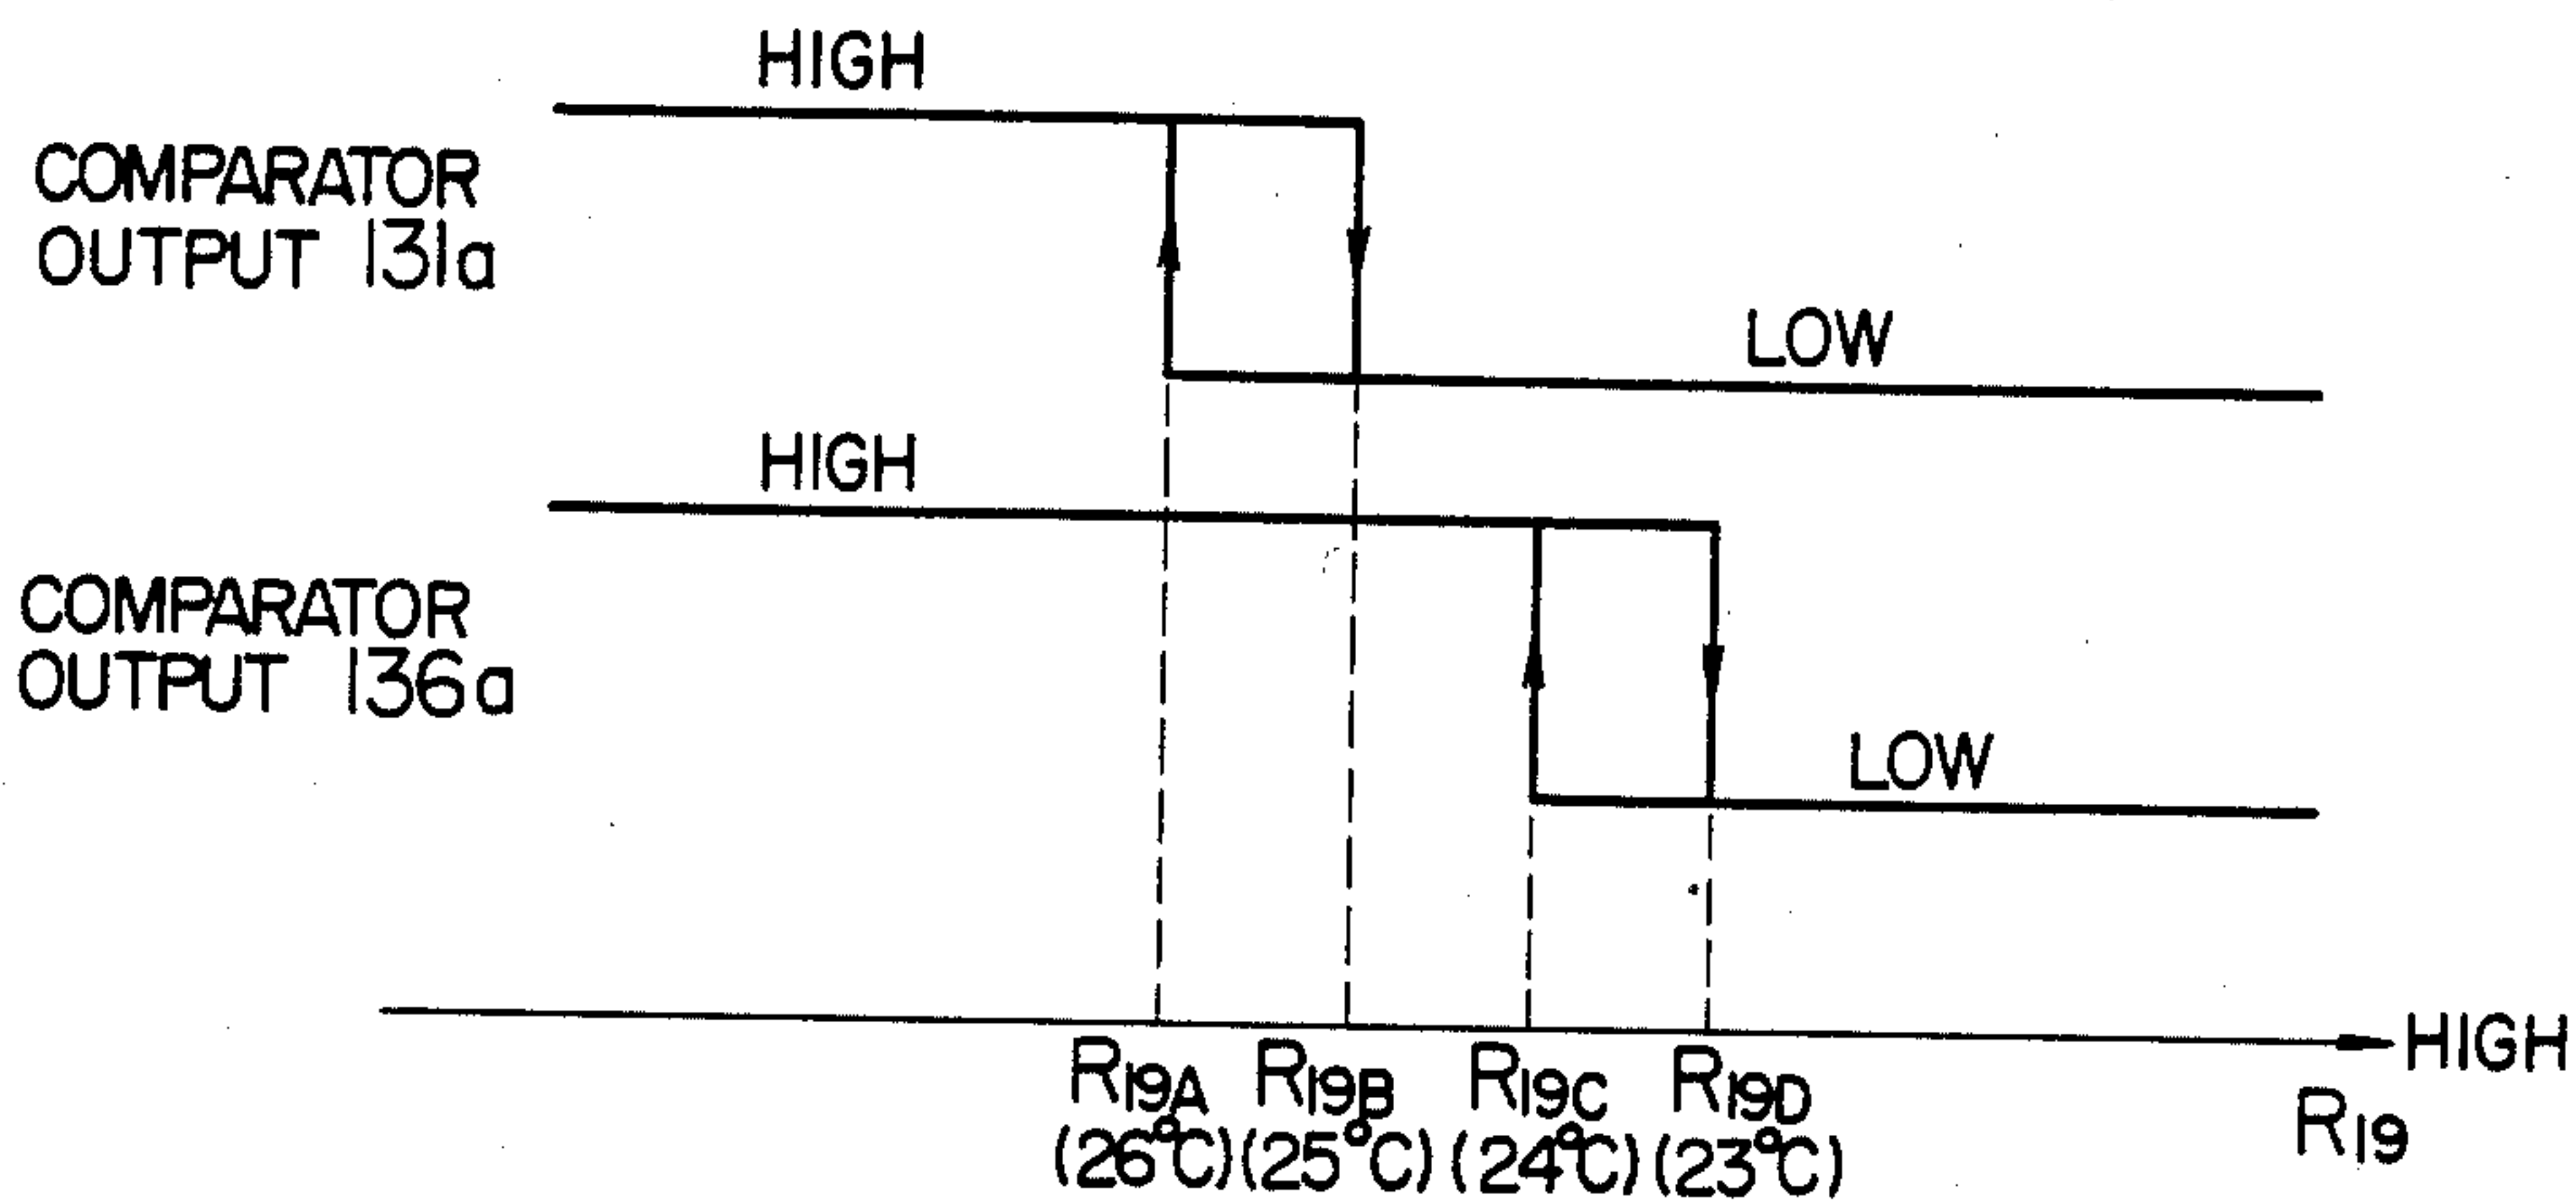 HIGH
COMPARATOR
OUTPUT 131a
LOW
HIGH
COMPARATOR
OUTPUT 136a
LOW
HIGH
R19A R19B R19C R19D
R19
(26°C) (25°C) (24°C) (23°C)